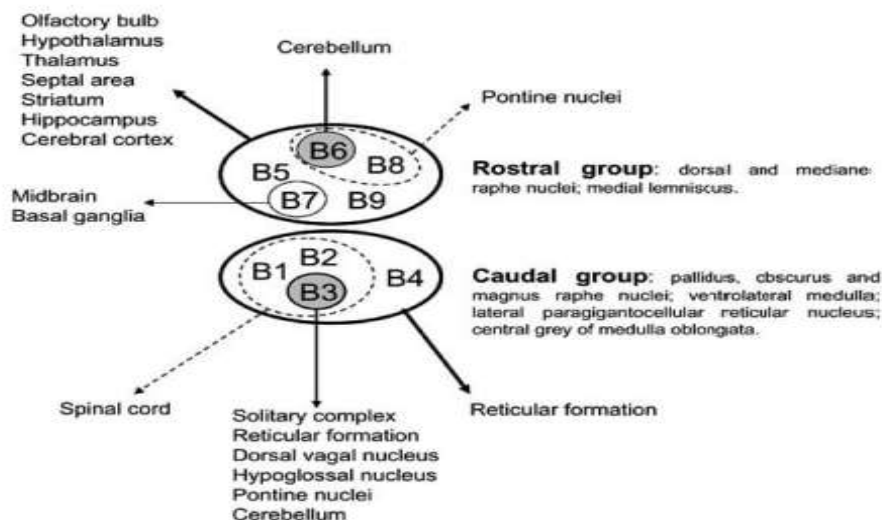 Olfactory bulb
Hypothalamus
Thalamus
Septal area
Striatum
Hippocampus
Cerebral cortex
Cerebellum
Pontine nuclei
B6
B8
B5
B7
B9
Rostral group: dorsal and mediane
raphe nuclei; medial lemniscus.
Midbrain
Basal ganglia
B2
B1
B4
B3
Caudal group: pallidus, obscurus and
magnus raphe nuclei; ventrolateral medulla;
lateral paragigantocellular reticular nucleus;
central grey of medulla oblongata.
Spinal cord
Solitary complex
Reticular formation
Dorsal vagal nucleus
Hypoglossal nucleus
Pontine nuclei
Cerebellum
Reticular formation